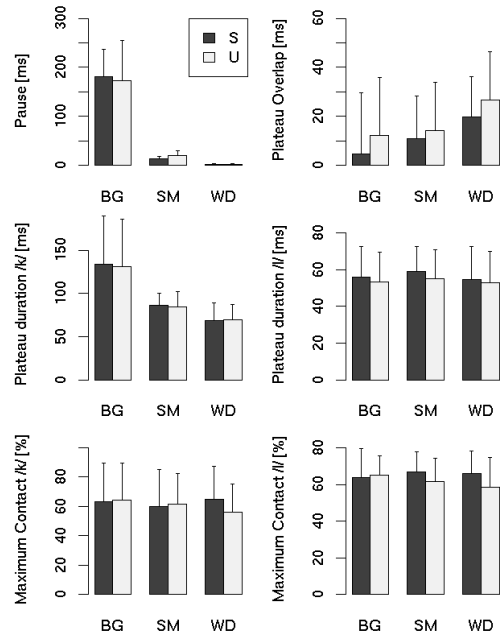 Pause [ms]
0 100 200 300
S
U
BG SM WD
Plateau Overlap [ms]
0 20 40 60
BG SM WD
Plateau duration /k/ [ms]
0 50 100 150
BG SM WD
Plateau duration /l/ [ms]
0 20 40 60 80
BG SM WD
Maximum Contact /k/ [%]
0 20 40 60 80
BG SM WD
Maximum Contact /l/ [%]
0 20 40 60 80
BG SM WD